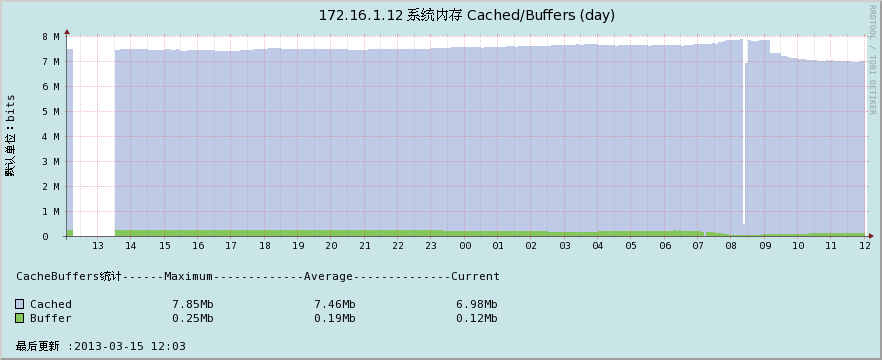 172.16.1.12 系统内存 Cached/Buffers (day)
RRDTOOL / TOBI OETIKER
默认单位：bits
8 M
7 M
6 M
5 M
4 M
3 M
2 M
1 M
0
13 14 15 16 17 18 19 20 21 22 23 00 01 02 03 04 05 06 07 08 09 10 11 12
CacheBuffers统计------Maximum-------------Average--------------Current
Cached 7.85Mb 7.46Mb 6.98Mb
Buffer 0.25Mb 0.19Mb 0.12Mb
最后更新 :2013-03-15 12:03